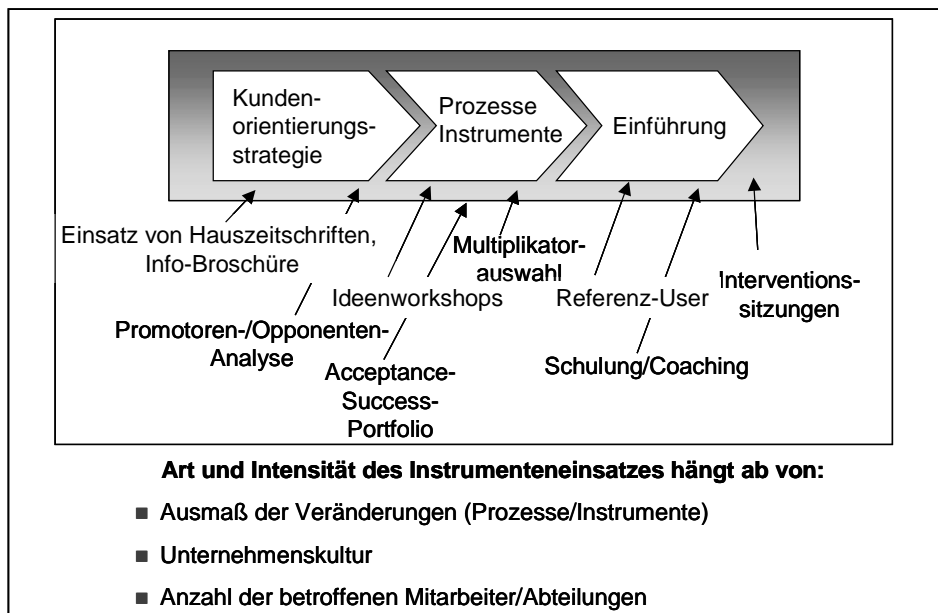 Kunden-
orientierungs-
strategie
Prozesse
Instrumente
Einführung
Einsatz von Hauszeitschriften,
Info-Broschüre
Promotoren-/Opponenten-
Analyse
Ideenworkshops
Acceptance-
Success-
Portfolio
Multiplikator-
auswahl
Referenz-User
Schulung/Coaching
Interventions-
sitzungen
Art und Intensität des Instrumenteneinsatzes hängt ab von:
Ausmaß der Veränderungen (Prozesse/Instrumente)
Unternehmenskultur
Anzahl der betroffenen Mitarbeiter/Abteilungen